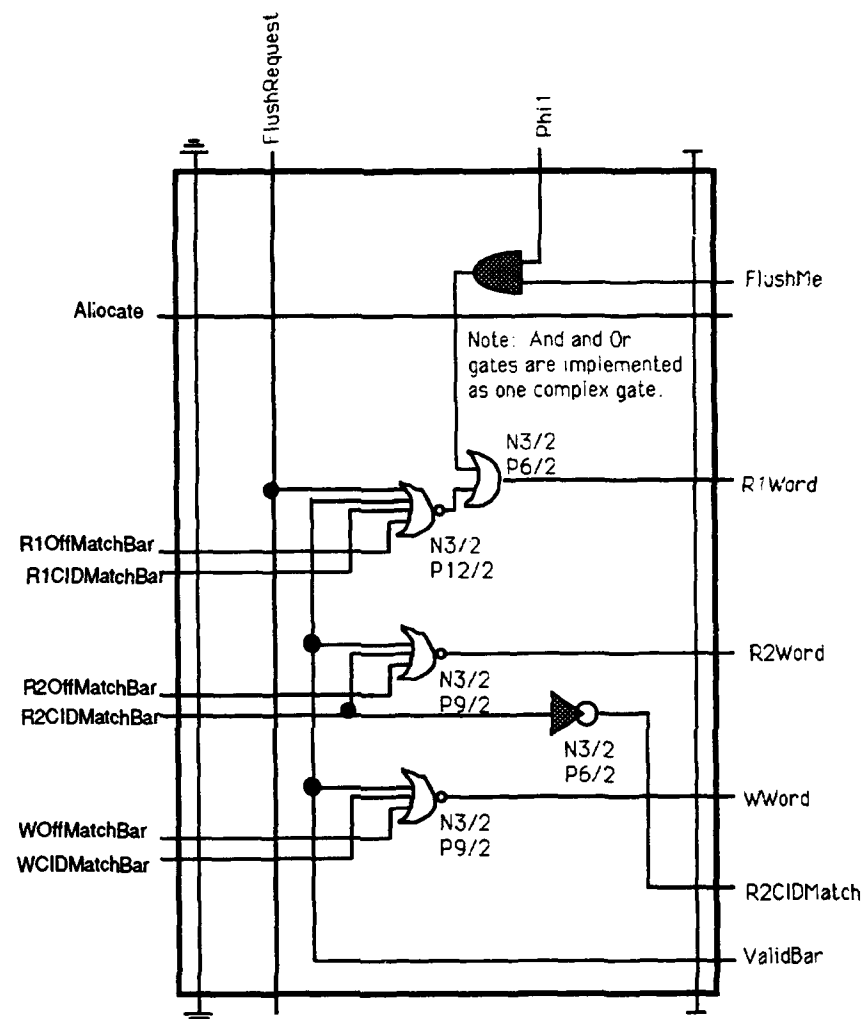 FlushRequest
Phi1
FlushMe
Allocate
Note: And and Or
gates are implemented
as one complex gate.
N3/2
P6/2
R1Word
R1OffMatchBar
R1CIDMatchBar
N3/2
P12/2
R2Word
R2OffMatchBar
R2CIDMatchBar
N3/2
P9/2
N3/2
P6/2
WWord
WOffMatchBar
WCIDMatchBar
N3/2
P9/2
R2CIDMatch
ValidBar